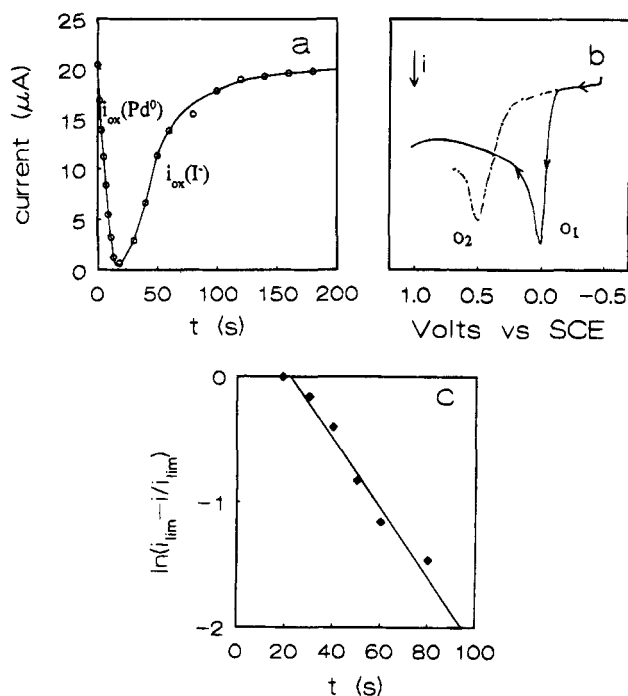 a
current (μA)
25
20
15
10
5
0
i_ox(Pd⁰)
i_ox(I⁻)
0 50 100 150 200
t (s)
b
i
O₂
O₁
1.0 0.5 0.0 −0.5
Volts vs SCE
c
ln(i_lim−i/i_lim)
0
−1
−2
0 20 40 60 80 100
t (s)